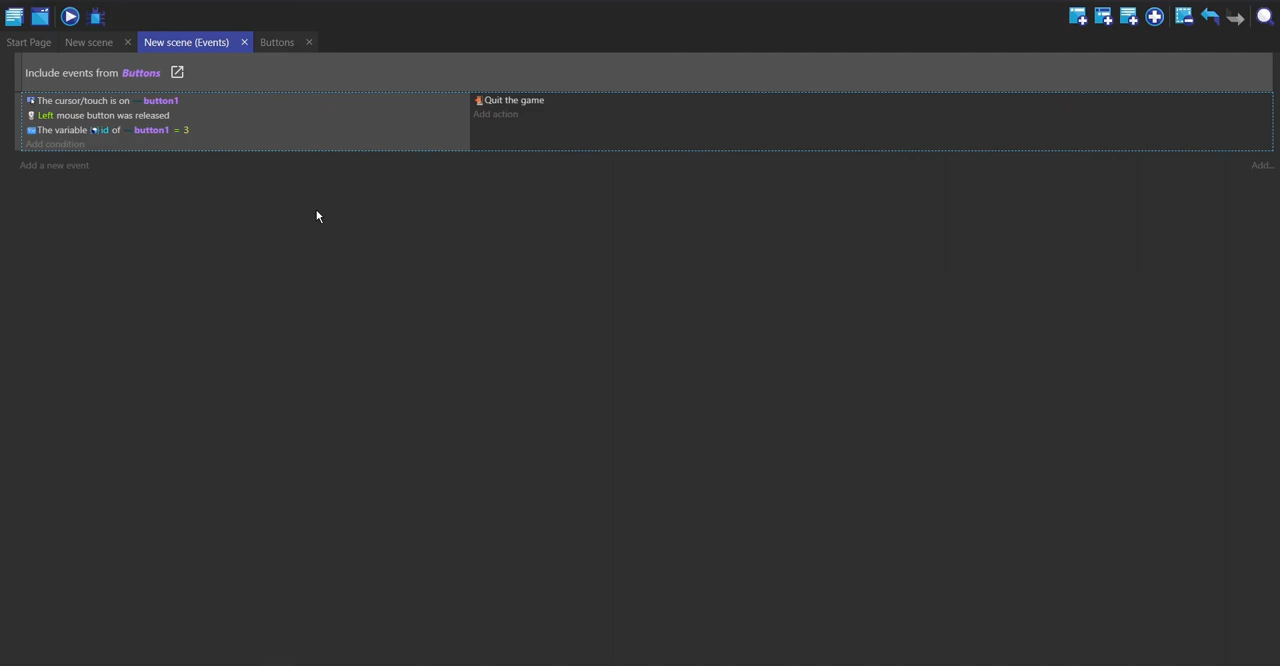 Start Page New scene New scene (Events) Buttons
Include events from Buttons
The cursor/touch is on button1
Left mouse button was released
The variable id of button1 = 3
Add condition
Quit the game
Add action
Add a new event
Add...